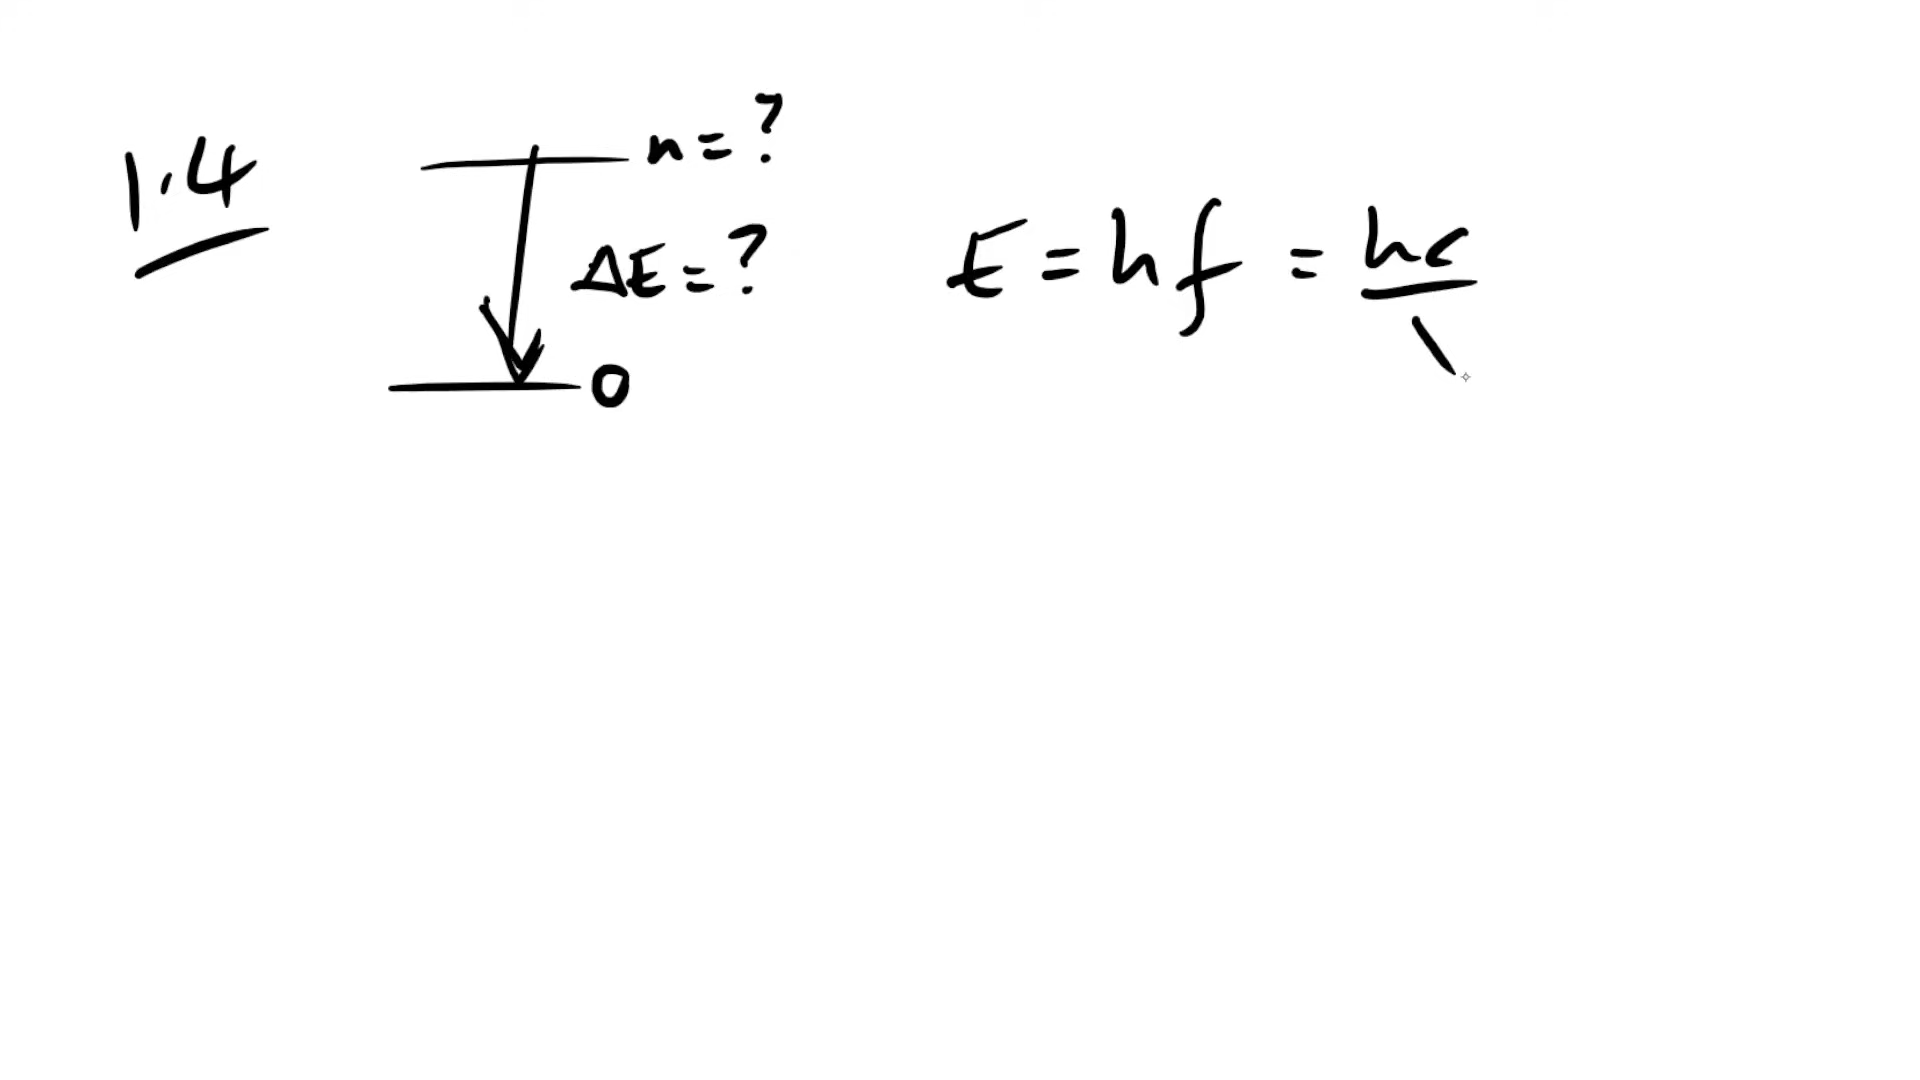 1.4
n = ?
ΔE = ?
0
E = hf = hc
\